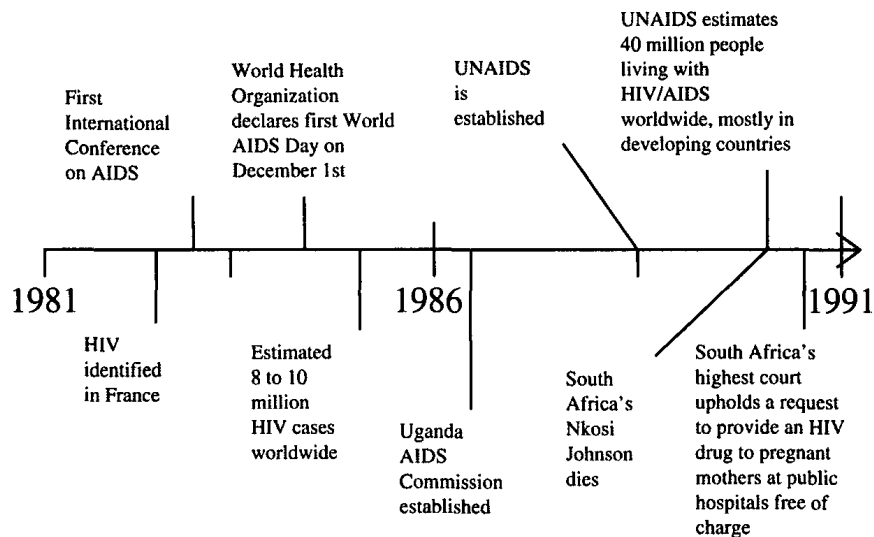 First
International
Conference
on AIDS
World Health
Organization
declares first World
AIDS Day on
December 1st
UNAIDS
is
established
UNAIDS estimates
40 million people
living with
HIV/AIDS
worldwide, mostly in
developing countries
1981
1986
1991
HIV
identified
in France
Estimated
8 to 10
million
HIV cases
worldwide
Uganda
AIDS
Commission
established
South
Africa's
Nkosi
Johnson
dies
South Africa's
highest court
upholds a request
to provide an HIV
drug to pregnant
mothers at public
hospitals free of
charge